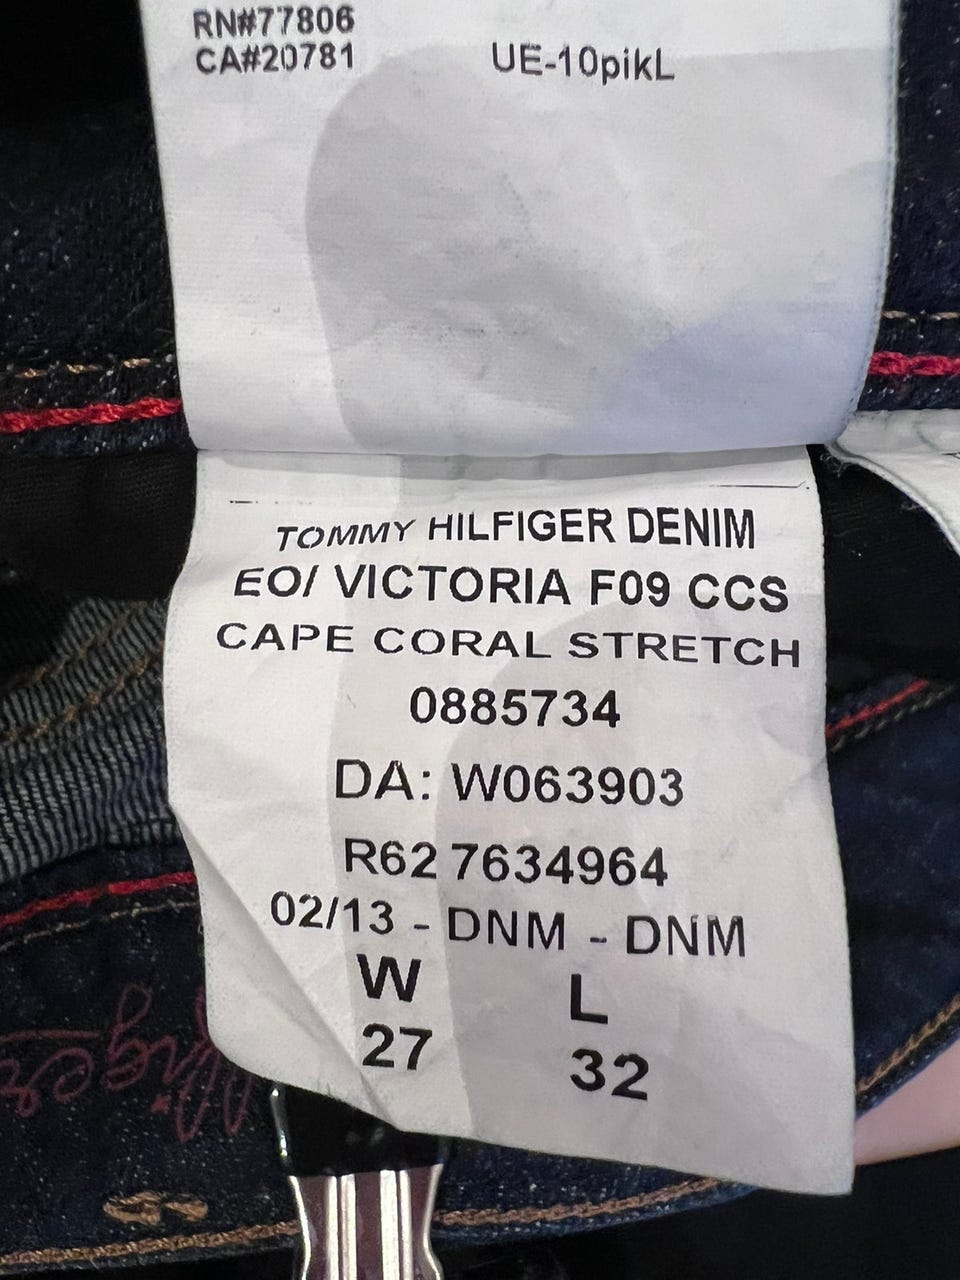 RN#77806
CA#20781
UE-10pikL
TOMMY HILFIGER DENIM
EO/ VICTORIA F09 CCS
CAPE CORAL STRETCH
0885734
DA: W063903
R62 7634964
02/13 - DNM - DNM
W L
27 32
Hilfiger